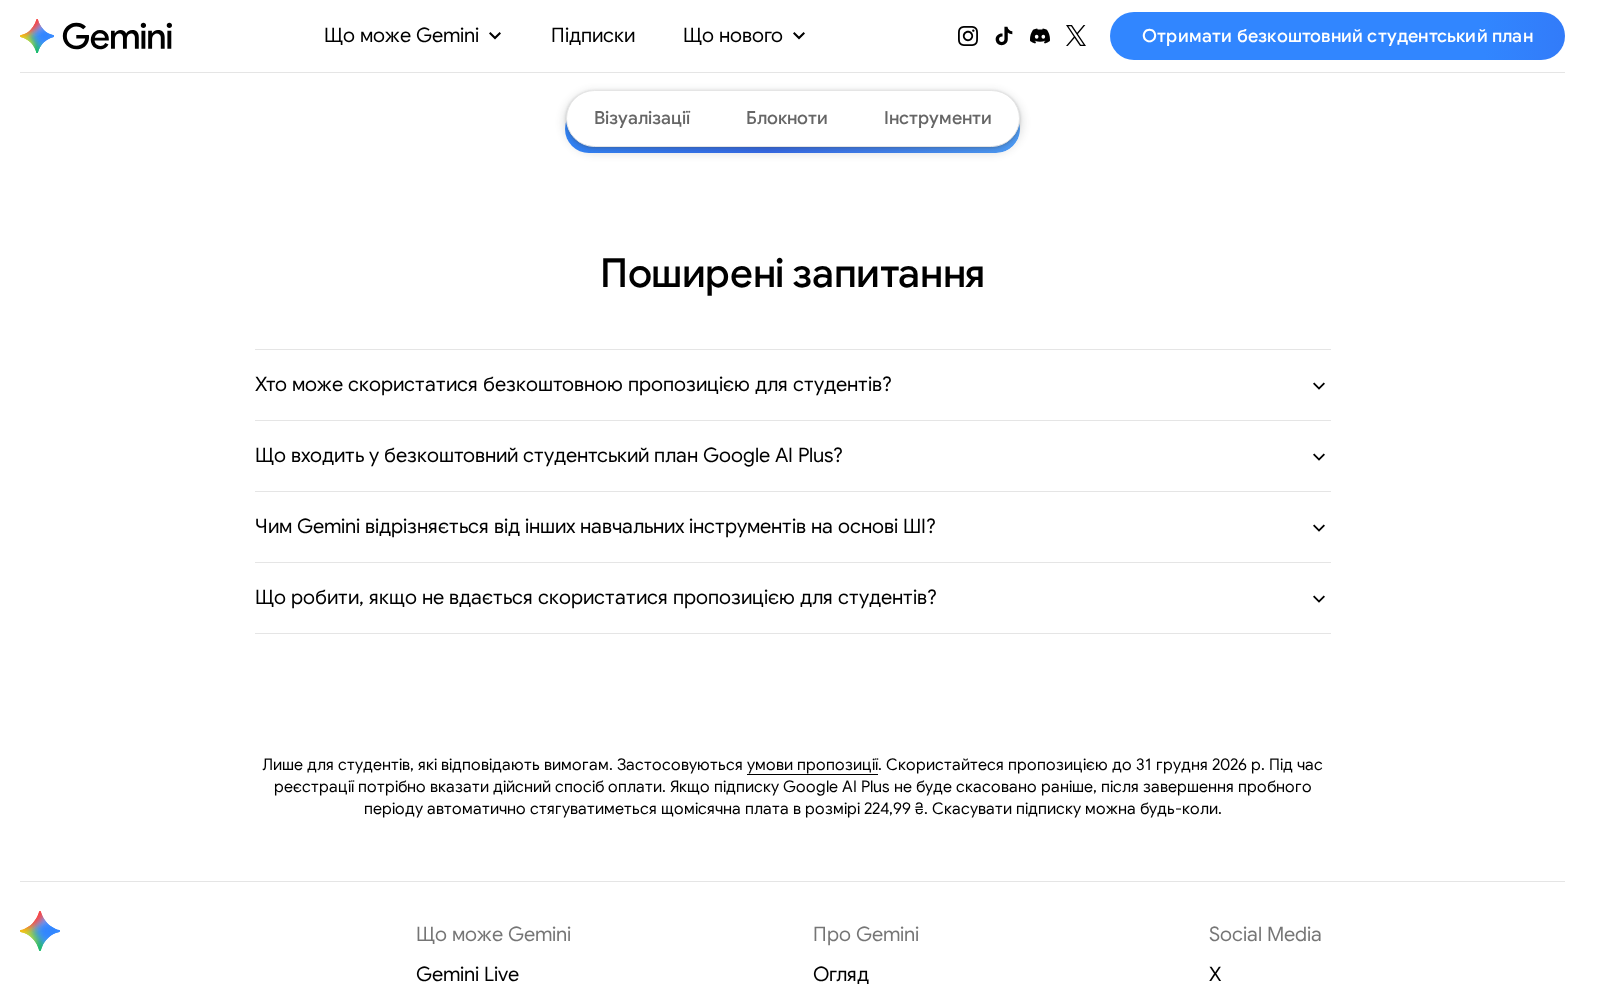 Gemini
Що може Gemini
Підписки
Що нового
Отримати безкоштовний студентський план
Візуалізації
Блокноти
Інструменти
Поширені запитання
Хто може скористатися безкоштовною пропозицією для студентів?
Що входить у безкоштовний студентський план Google AI Plus?
Чим Gemini відрізняється від інших навчальних інструментів на основі ШІ?
Що робити, якщо не вдається скористатися пропозицією для студентів?
Лише для студентів, які відповідають вимогам. Застосовуються умови пропозиції. Скористайтеся пропозицією до 31 грудня 2026 р. Під час
реєстрації потрібно вказати дійсний спосіб оплати. Якщо підписку Google AI Plus не буде скасовано раніше, після завершення пробного
періоду автоматично стягуватиметься щомісячна плата в розмірі 224,99 ₴. Скасувати підписку можна будь-коли.
Що може Gemini
Gemini Live
Про Gemini
Огляд
Social Media
X